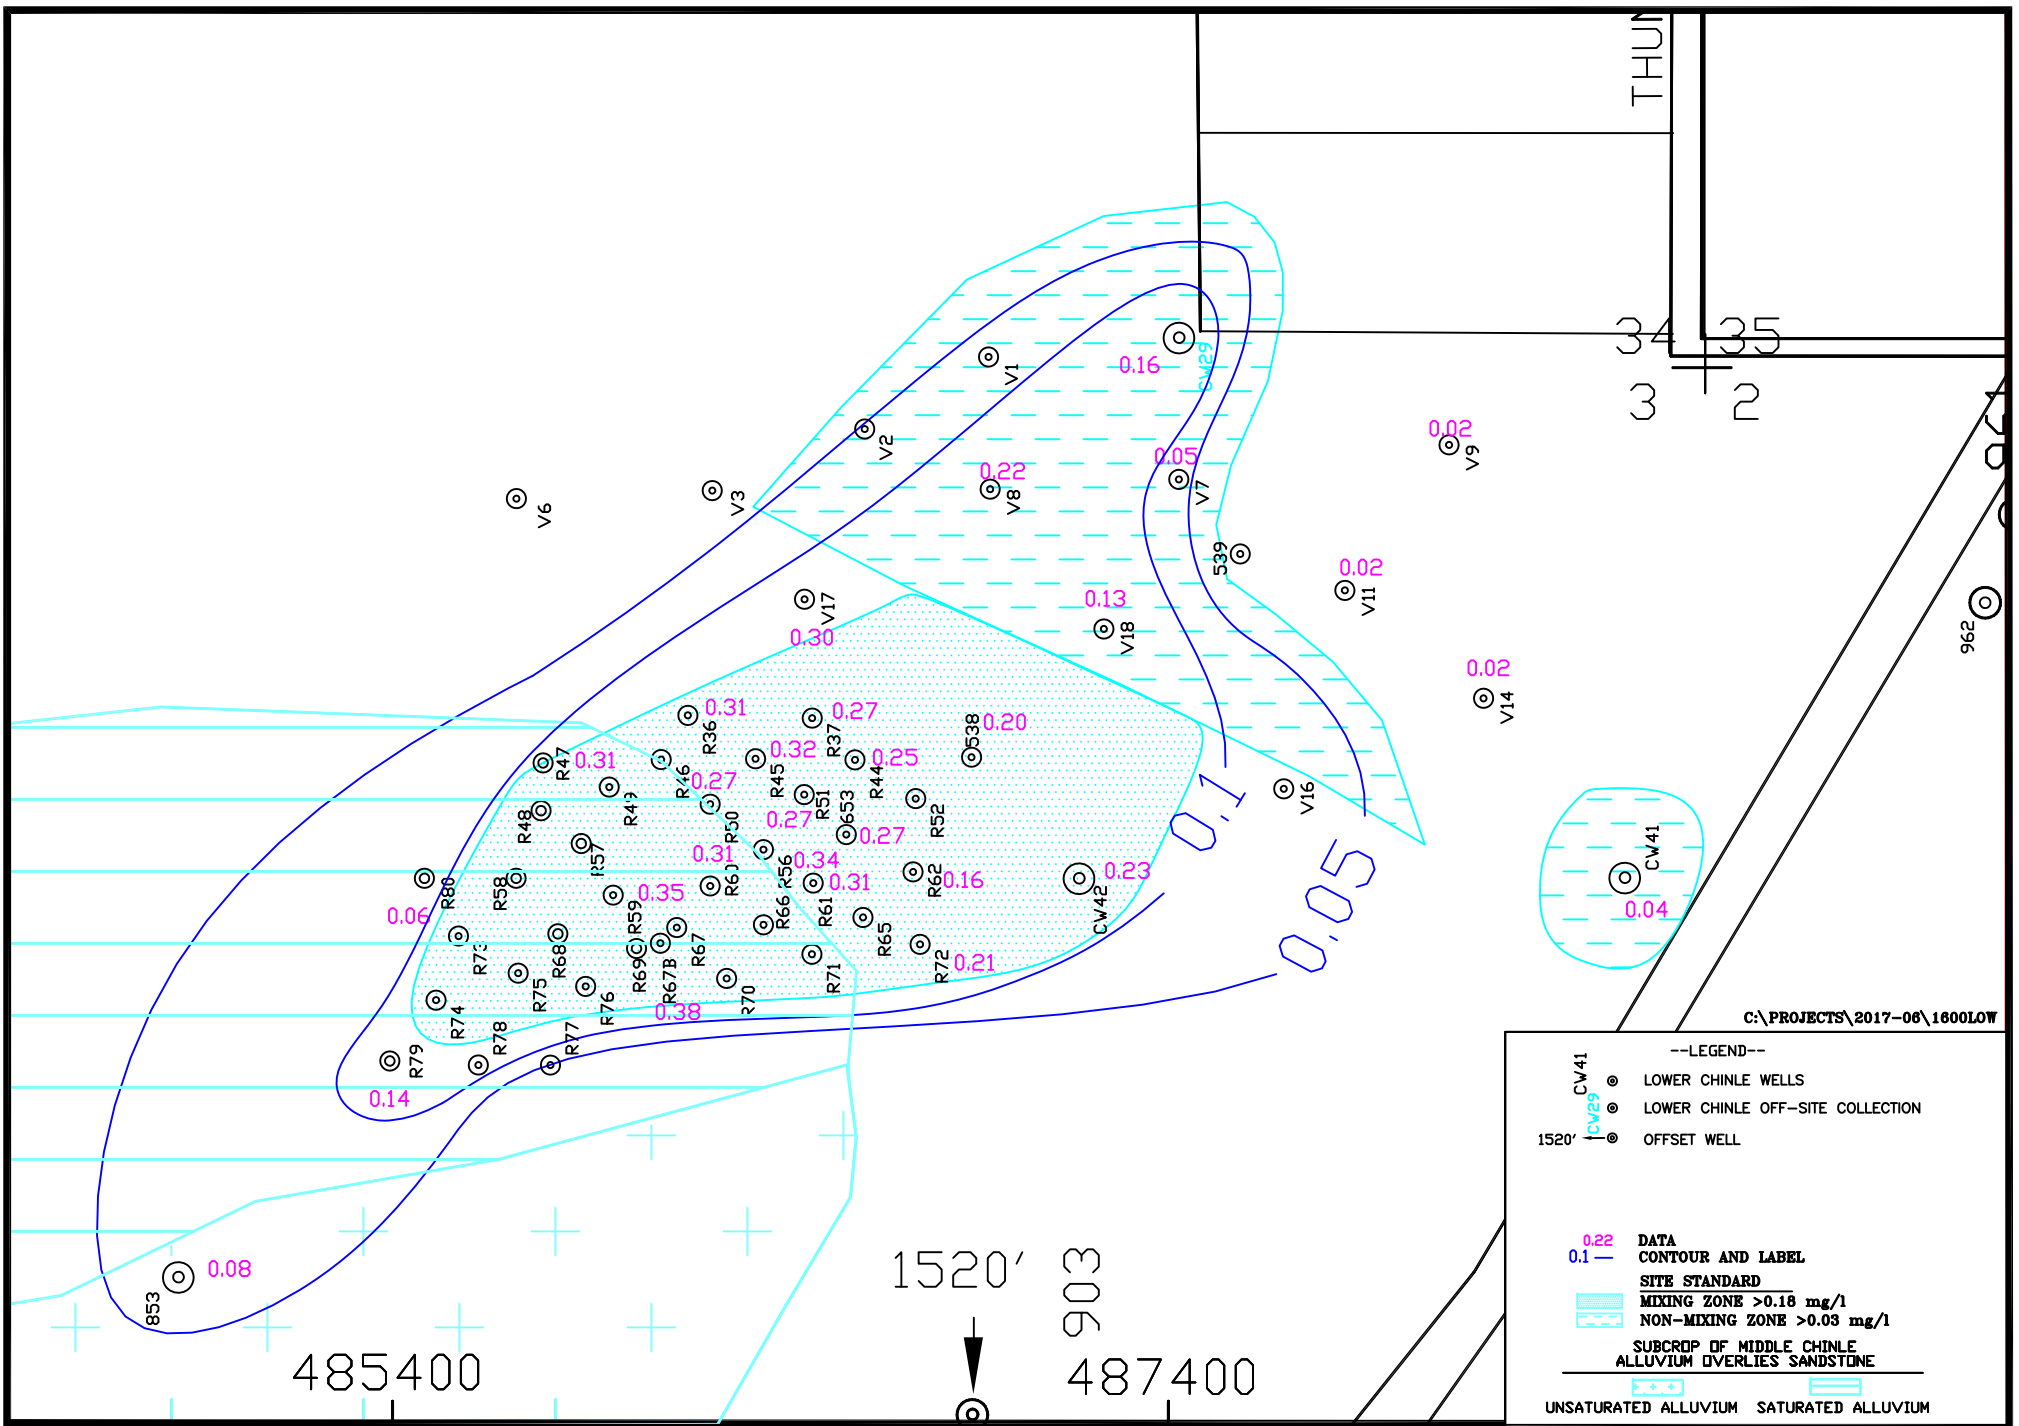 THUN
34 35
3 2
CW29
0.16
V1
V2
0.02
V9
0.05
V7
0.22
V8
V3
V6
539
0.02
V11
0.13
V18
V17
0.30
962
0.02
V14
0.31
R36
0.27
R37
0.20
538
R47
0.31
R46
0.32
R45
0.25
R44
0.27
R49
R50
R51
653
R52
V16
R48
0.27
0.27
R57
0.31
R56
0.34
0.1
0.05
CW41
0.04
R80
R58
0.35
R60
0.31
R61
R62
0.16
0.23
CW42
0.06
R59
R66
R65
R73
R68
R69(C)
R67B
R67
R71
R72
0.21
R74
R75
R76
0.38
R70
R79
R78
R77
0.14
0.08
853
1520'
903
485400
487400
C:\PROJECTS\2017-06\1600LOW
--LEGEND--
CW41 LOWER CHINLE WELLS
CW29 LOWER CHINLE OFF-SITE COLLECTION
1520' OFFSET WELL
0.22 DATA
0.1 CONTOUR AND LABEL
SITE STANDARD
MIXING ZONE >0.18 mg/l
NON-MIXING ZONE >0.03 mg/l
SUBCROP OF MIDDLE CHINLE
ALLUVIUM OVERLIES SANDSTONE
UNSATURATED ALLUVIUM SATURATED ALLUVIUM